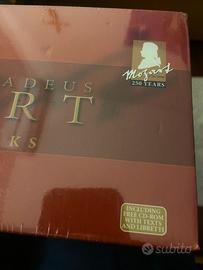 ADEUS
RT
KS
Mozart
250 YEARS
INCLUDING
FREE CD-ROM
WITH TEXTS
AND LIBRETTI
subito